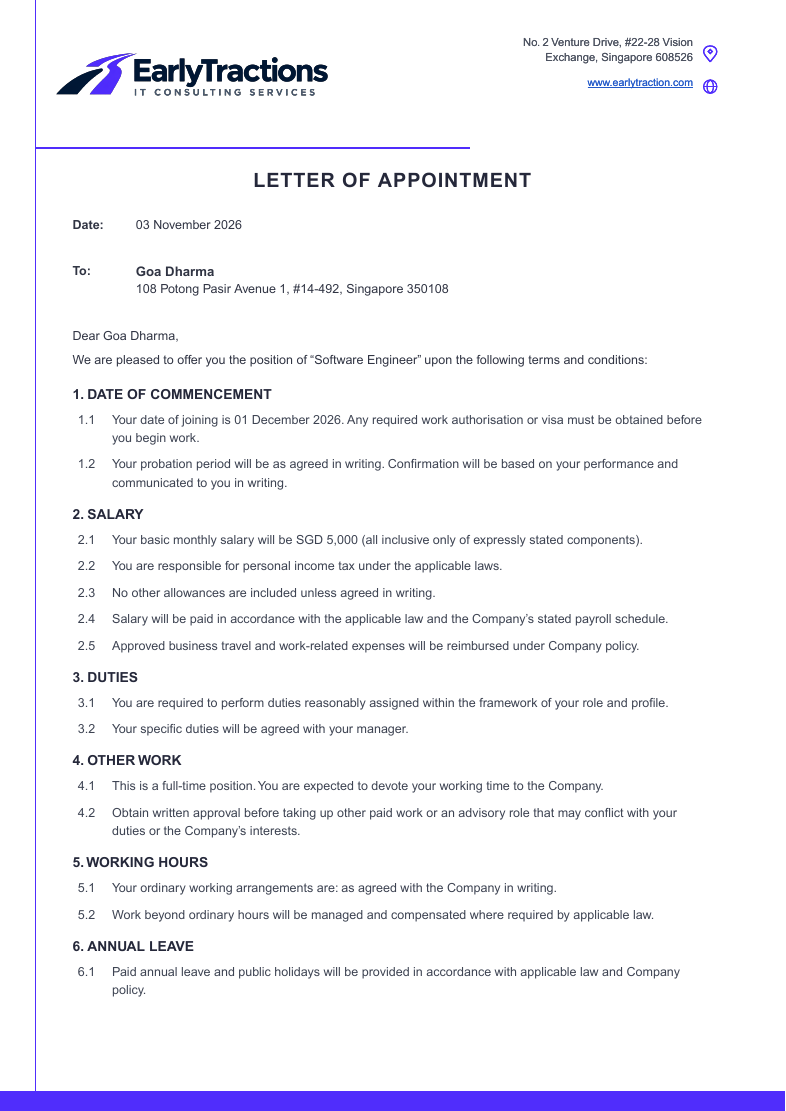 EarlyTractions
IT CONSULTING SERVICES
No. 2 Venture Drive, #22-28 Vision
Exchange, Singapore 608526
www.earlytraction.com
LETTER OF APPOINTMENT
Date: 03 November 2026
To: Goa Dharma
108 Potong Pasir Avenue 1, #14-492, Singapore 350108
Dear Goa Dharma,
We are pleased to offer you the position of “Software Engineer” upon the following terms and conditions:
1. DATE OF COMMENCEMENT
1.1 Your date of joining is 01 December 2026. Any required work authorisation or visa must be obtained before
you begin work.
1.2 Your probation period will be as agreed in writing. Confirmation will be based on your performance and
communicated to you in writing.
2. SALARY
2.1 Your basic monthly salary will be SGD 5,000 (all inclusive only of expressly stated components).
2.2 You are responsible for personal income tax under the applicable laws.
2.3 No other allowances are included unless agreed in writing.
2.4 Salary will be paid in accordance with the applicable law and the Company’s stated payroll schedule.
2.5 Approved business travel and work-related expenses will be reimbursed under Company policy.
3. DUTIES
3.1 You are required to perform duties reasonably assigned within the framework of your role and profile.
3.2 Your specific duties will be agreed with your manager.
4. OTHER WORK
4.1 This is a full-time position. You are expected to devote your working time to the Company.
4.2 Obtain written approval before taking up other paid work or an advisory role that may conflict with your
duties or the Company’s interests.
5. WORKING HOURS
5.1 Your ordinary working arrangements are: as agreed with the Company in writing.
5.2 Work beyond ordinary hours will be managed and compensated where required by applicable law.
6. ANNUAL LEAVE
6.1 Paid annual leave and public holidays will be provided in accordance with applicable law and Company
policy.